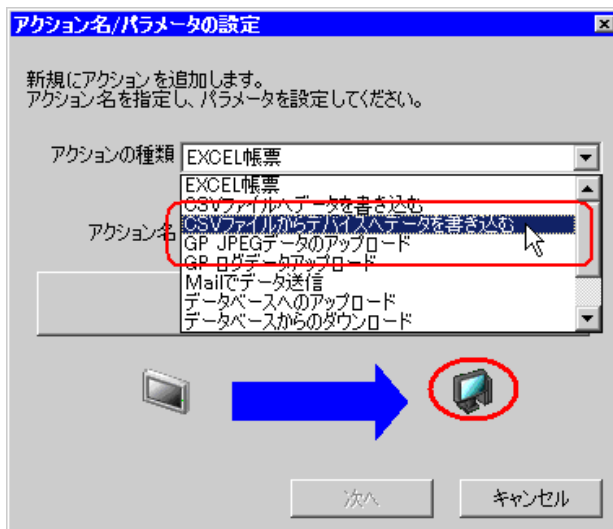 アクション名/パラメータの設定
新規にアクションを追加します。
アクション名を指定し、パラメータを設定してください。
アクションの種類 EXCEL帳票
EXCEL帳票
CSVファイルへデータを書き込む
アクション名 CSVファイルからデバイスへデータを書き込む
GP JPEGデータのアップロード
GP ログデータアップロード
Mailでデータ送信
データベースへのアップロード
データベースからのダウンロード
次へ キャンセル